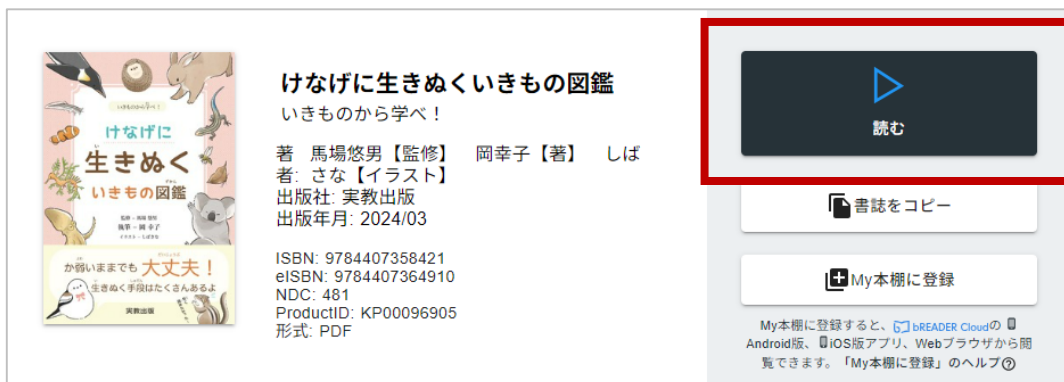 いきものから学べ！
けなげに
生きぬく
いきもの図鑑
監修 – 馬場 悠男
執筆 – 岡 幸子
イラスト – しばさな
か弱いままでも大丈夫！
生きぬく手段はたくさんあるよ
実教出版
けなげに生きぬくいきもの図鑑
いきものから学べ！
著　馬場悠男【監修】　岡幸子【著】　しば
者: さな【イラスト】
出版社: 実教出版
出版年月: 2024/03
ISBN: 9784407358421
eISBN: 9784407364910
NDC: 481
ProductID: KP00096905
形式: PDF
読む
書誌をコピー
My本棚に登録
My本棚に登録すると、bREADER Cloudの
Android版、iOS版アプリ、Webブラウザから閲
覧できます。「My本棚に登録」のヘルプ?